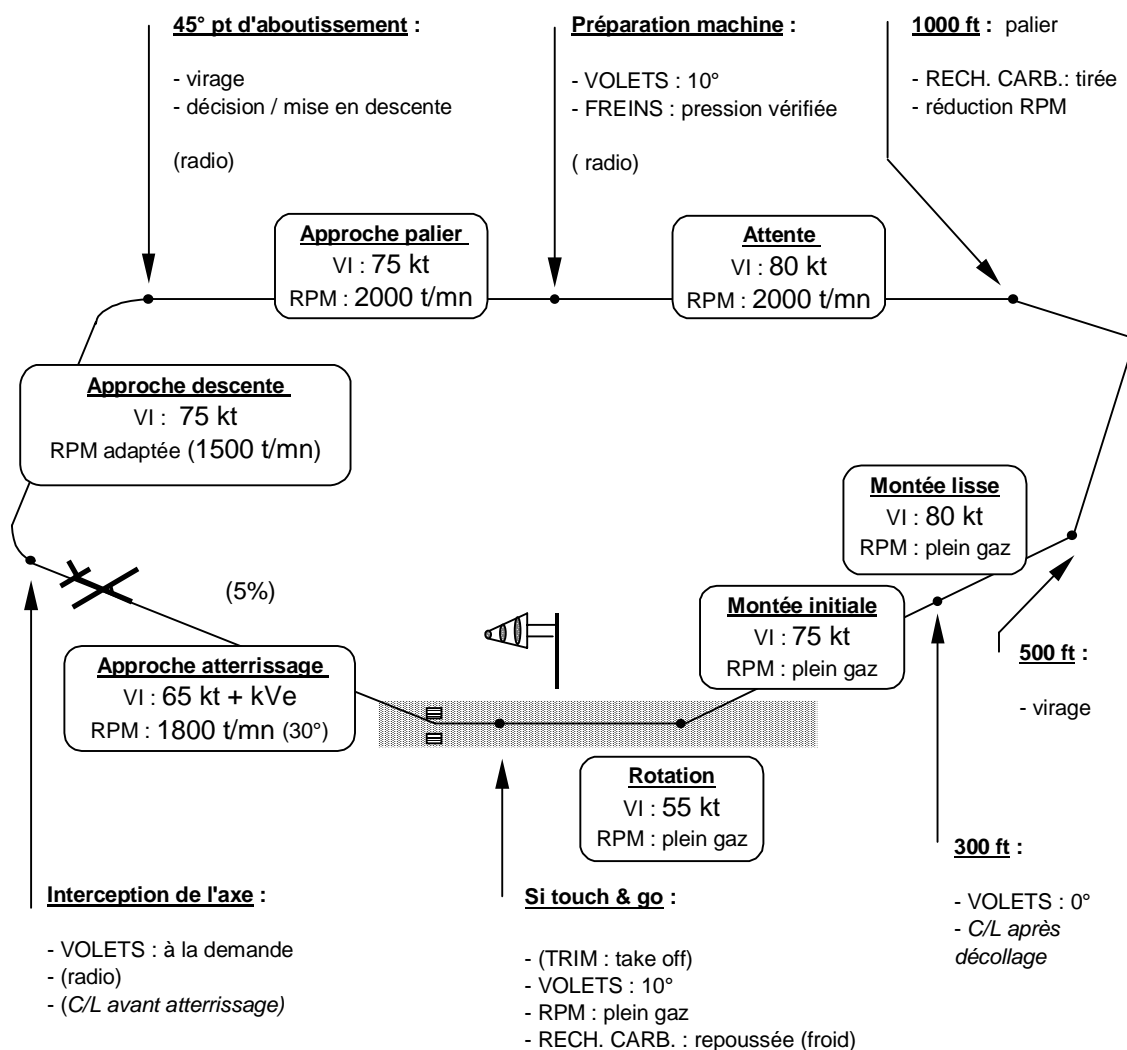 45° pt d'aboutissement :
- virage
- décision / mise en descente
(radio)
Préparation machine :
- VOLETS : 10°
- FREINS : pression vérifiée
( radio)
1000 ft : palier
- RECH. CARB.: tirée
- réduction RPM
Approche palier
VI : 75 kt
RPM : 2000 t/mn
Attente
VI : 80 kt
RPM : 2000 t/mn
Approche descente
VI : 75 kt
RPM adaptée (1500 t/mn)
Montée lisse
VI : 80 kt
RPM : plein gaz
(5%)
Montée initiale
VI : 75 kt
RPM : plein gaz
Approche atterrissage
VI : 65 kt + kVe
RPM : 1800 t/mn (30°)
500 ft :
- virage
Rotation
VI : 55 kt
RPM : plein gaz
300 ft :
- VOLETS : 0°
- C/L après
décollage
Interception de l'axe :
- VOLETS : à la demande
- (radio)
- (C/L avant atterrissage)
Si touch & go :
- (TRIM : take off)
- VOLETS : 10°
- RPM : plein gaz
- RECH. CARB. : repoussée (froid)